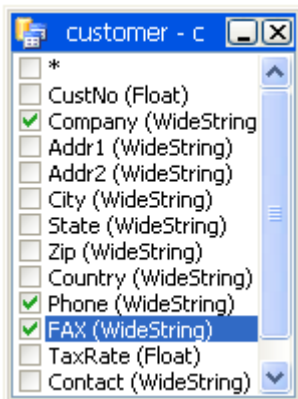 customer - c
*
CustNo (Float)
Company (WideString
Addr1 (WideString)
Addr2 (WideString)
City (WideString)
State (WideString)
Zip (WideString)
Country (WideString)
Phone (WideString)
FAX (WideString)
TaxRate (Float)
Contact (WideString)